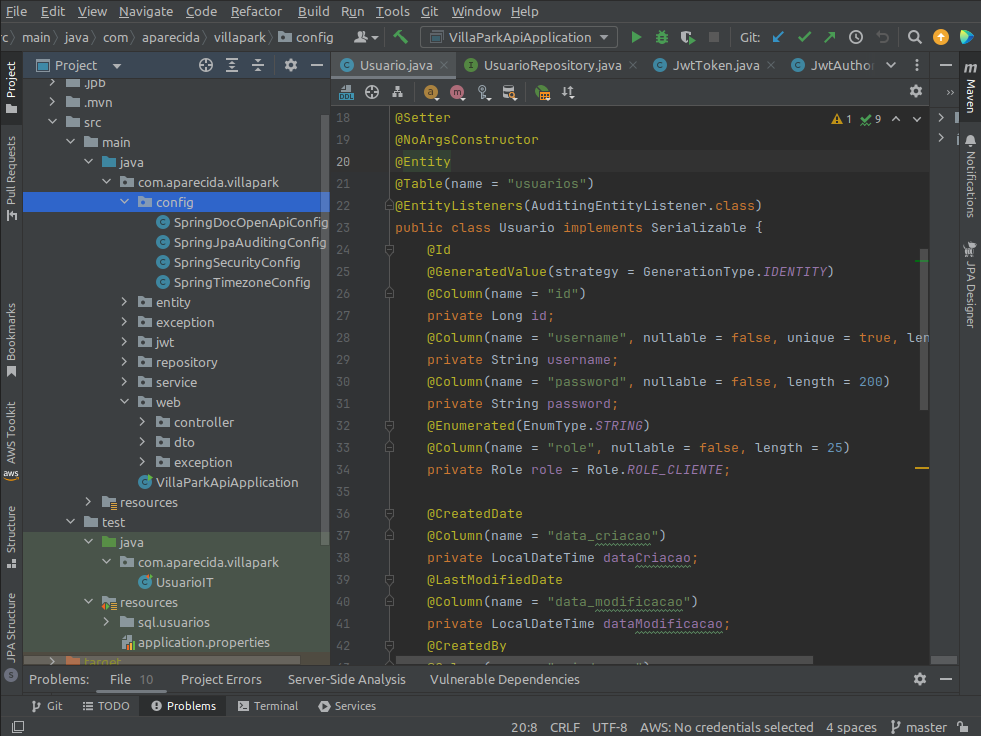 File Edit View Navigate Code Refactor Build Run Tools Git Window Help
main java com aparecida villapark config VillaParkApiApplication Git:
Project
Usuario.java UsuarioRepository.java JwtToken.java JwtAutho
Project
Pull Requests
Bookmarks
AWS Toolkit
aws
Structure
JPA Structure
.jpb
.mvn
src
main
java
com.aparecida.villapark
config
SpringDocOpenApiConfig
SpringJpaAuditingConfig
SpringSecurityConfig
SpringTimezoneConfig
entity
exception
jwt
repository
service
web
controller
dto
exception
VillaParkApiApplication
resources
test
java
com.aparecida.villapark
UsuarioIT
resources
sql.usuarios
application.properties
target
1 9
18 @Setter
19 @NoArgsConstructor
20 @Entity
21 @Table(name = "usuarios")
22 @EntityListeners(AuditingEntityListener.class)
23 public class Usuario implements Serializable {
24 @Id
25 @GeneratedValue(strategy = GenerationType.IDENTITY)
26 @Column(name = "id")
27 private Long id;
28 @Column(name = "username", nullable = false, unique = true, len
29 private String username;
30 @Column(name = "password", nullable = false, length = 200)
31 private String password;
32 @Enumerated(EnumType.STRING)
33 @Column(name = "role", nullable = false, length = 25)
34 private Role role = Role.ROLE_CLIENTE;
35
36 @CreatedDate
37 @Column(name = "data_criacao")
38 private LocalDateTime dataCriacao;
39 @LastModifiedDate
40 @Column(name = "data_modificacao")
41 private LocalDateTime dataModificacao;
42 @CreatedBy
m
Maven
Notifications
JPA Designer
Problems: File 10 Project Errors Server-Side Analysis Vulnerable Dependencies
Git TODO Problems Terminal Services
20:8 CRLF UTF-8 AWS: No credentials selected 4 spaces master